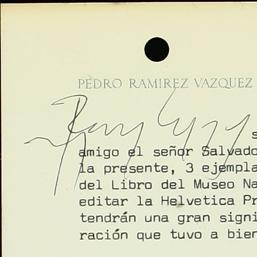 PEDRO RAMIREZ VAZQUEZ
s
amigo el señor Salvado
la presente, 3 ejempla
del Libro del Museo Na
editar la Helvetica Pr
tendrán una gran signi
ración que tuvo a bien